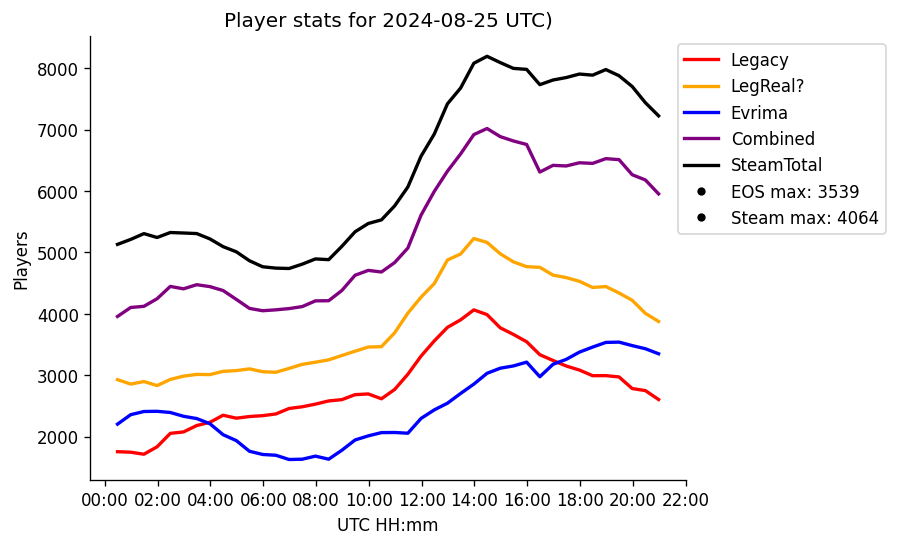 Player stats for 2024-08-25 UTC)
Players
8000
7000
6000
5000
4000
3000
2000
00:00 02:00 04:00 06:00 08:00 10:00 12:00 14:00 16:00 18:00 20:00 22:00
UTC HH:mm
Legacy
LegReal?
Evrima
Combined
SteamTotal
EOS max: 3539
Steam max: 4064